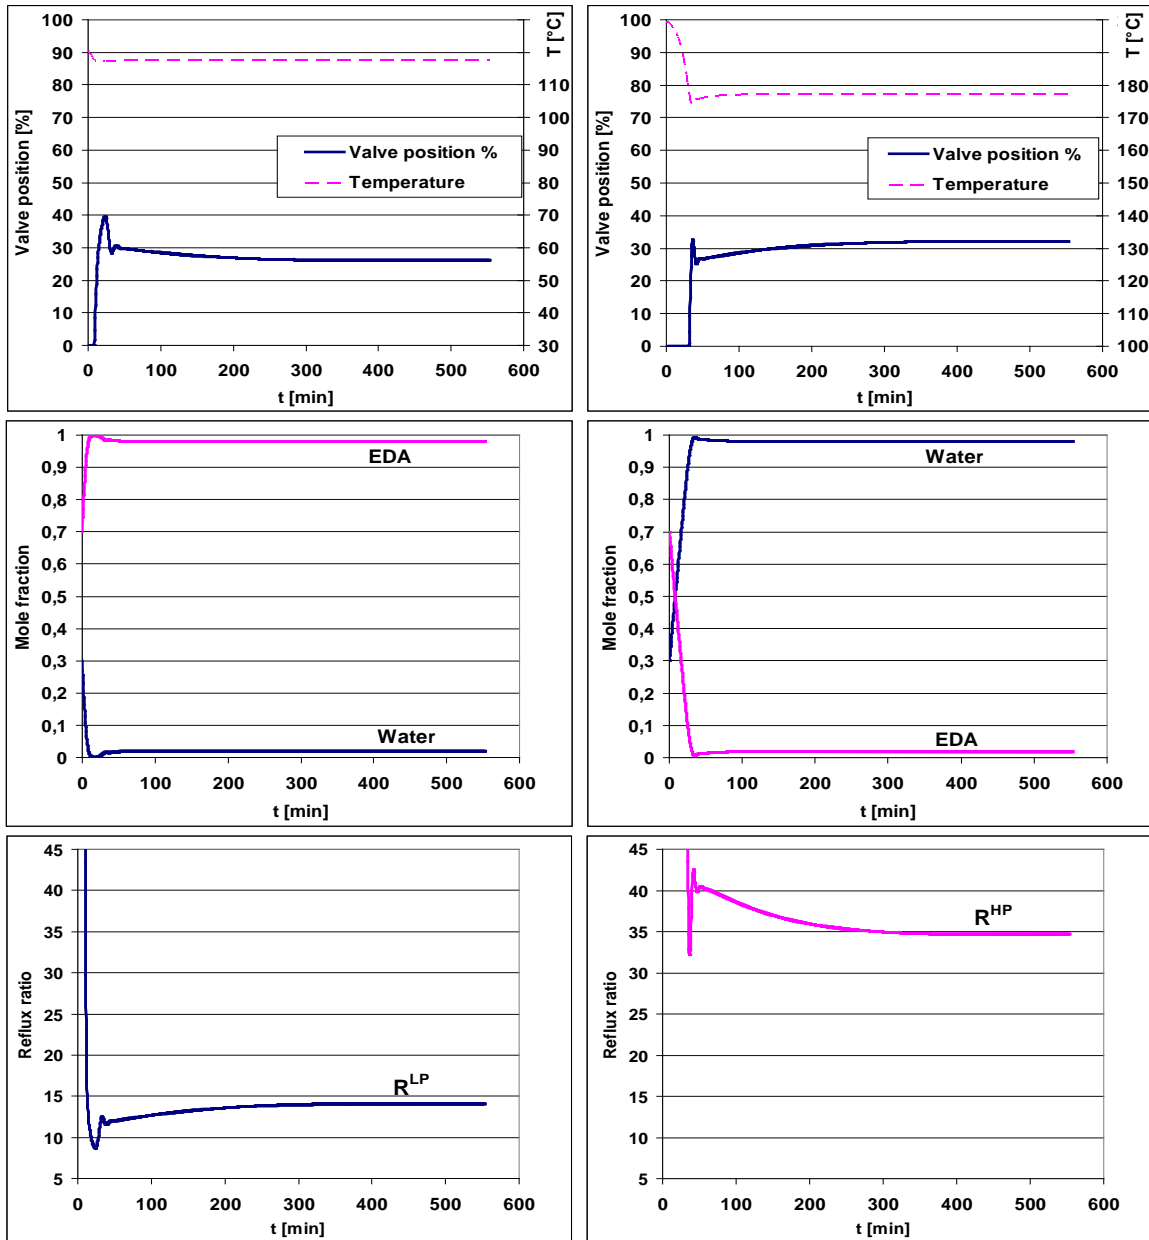 Valve position [%]
100
90
80
70
60
50
40
30
20
10
0
T [°C]
110
100
90
80
70
60
50
40
30
Valve position %
Temperature
0 100 200 300 400 500 600
t [min]
Valve position [%]
100
90
80
70
60
50
40
30
20
10
0
T [°C]
180
170
160
150
140
130
120
110
100
Valve position %
Temperature
0 100 200 300 400 500 600
t [min]
Mole fraction
1
0,9
0,8
0,7
0,6
0,5
0,4
0,3
0,2
0,1
0
EDA
Water
0 100 200 300 400 500 600
t [min]
Mole fraction
1
0,9
0,8
0,7
0,6
0,5
0,4
0,3
0,2
0,1
0
Water
EDA
0 100 200 300 400 500 600
t [min]
Reflux ratio
45
40
35
30
25
20
15
10
5
R^LP
0 100 200 300 400 500 600
t [min]
Reflux ratio
45
40
35
30
25
20
15
10
5
R^HP
0 100 200 300 400 500 600
t [min]